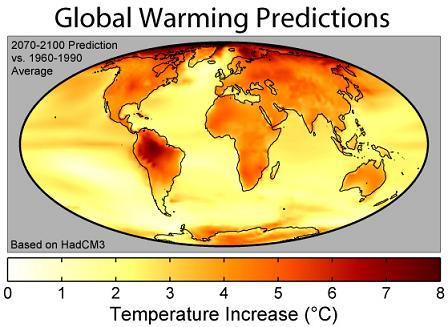 Global Warming Predictions
2070-2100 Prediction
vs. 1960-1990
Average
Based on HadCM3
0 1 2 3 4 5 6 7 8
Temperature Increase (°C)